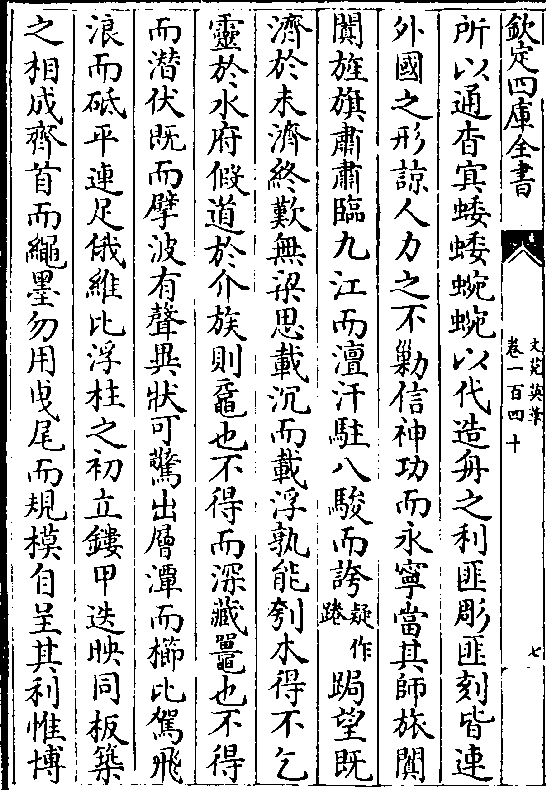 欽定四庫全書
文苑英華
卷一百四十
七
所以通杳㝠蜲蜲蜿蜿以代造舟之利匪彫匪刻皆連
外國之形諒人力之不勦信神功而永寧當其師旅闐
闐旌旗肅肅臨九江而澶汗駐八駿而誇疑作踡跼望既
濟於未濟終歎無梁思載沉而載浮孰能刳木得不乞
靈於水府假道於介族則黿也不得而深藏鼉也不得
而潜伏既而擘波有聲異狀可驚出層潭而櫛比駕飛
浪而砥平連足俄維比浮柱之初立鏤甲迭映同板築
之相成齊首而繩墨勿用曵尾而規模自呈其利惟博